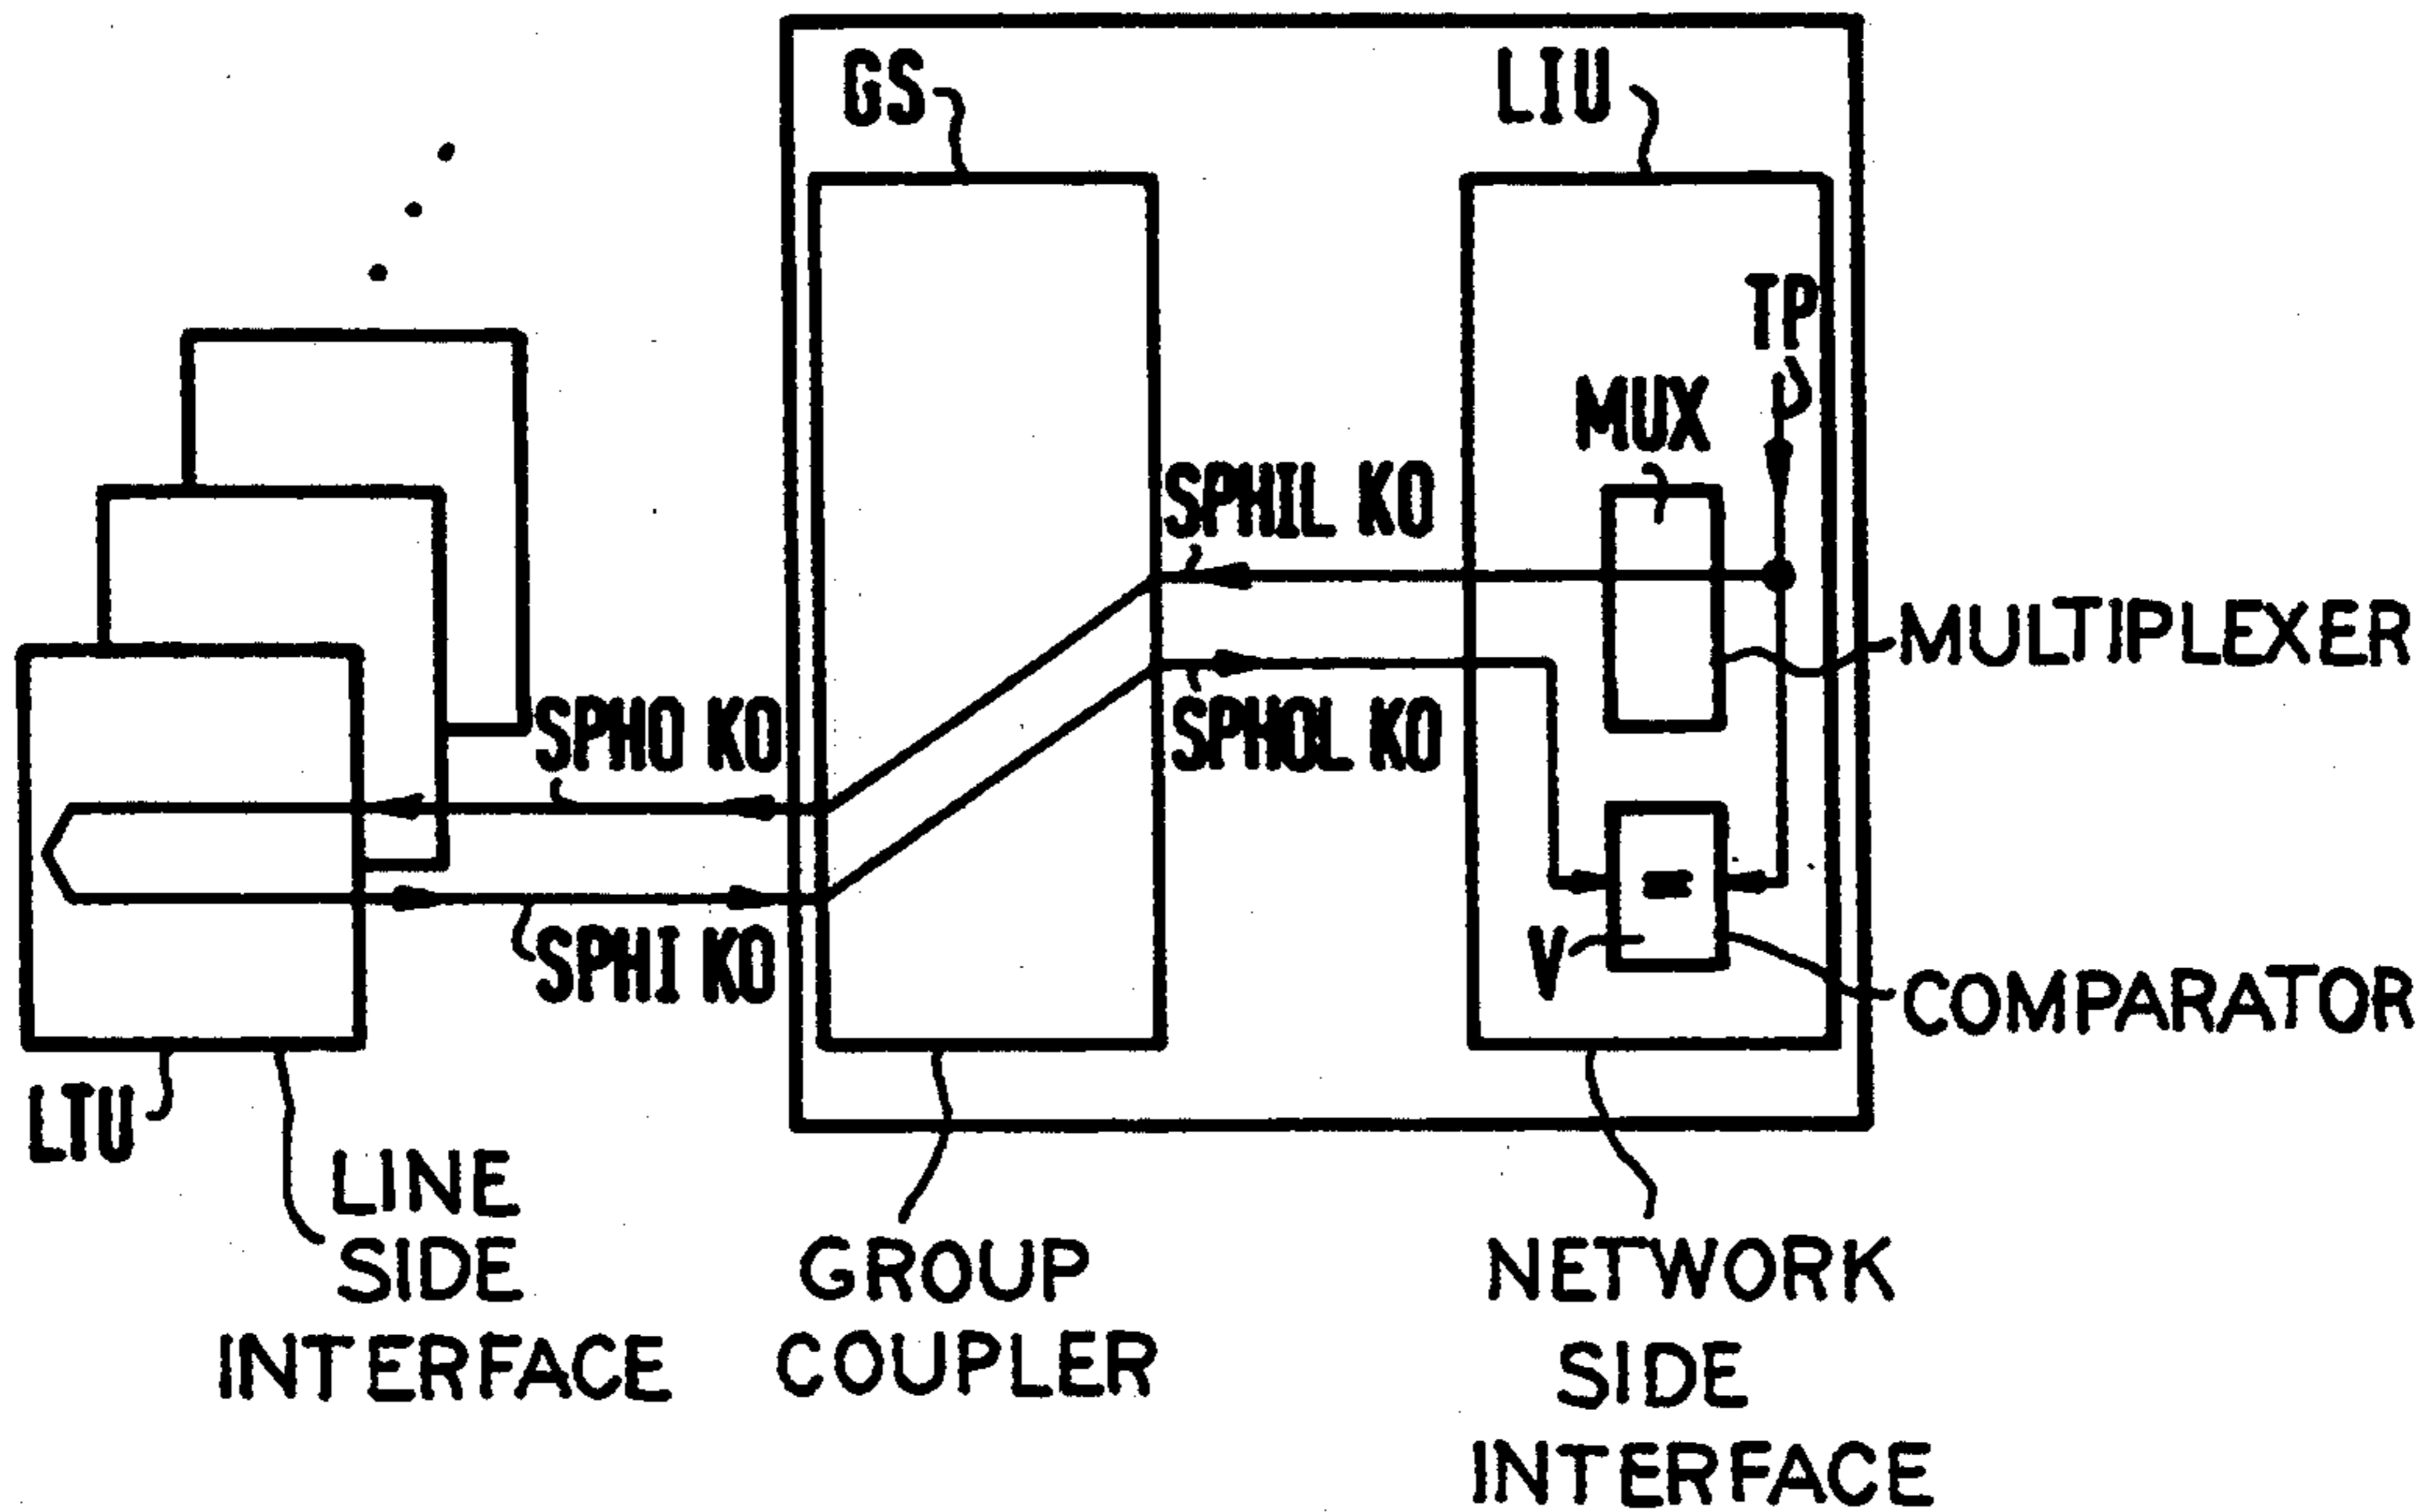 GS
LIU
TP
MUX
SPHIL KO
MULTIPLEXER
SPHO KO
SPHOL KO
=
V
SPHI KO
COMPARATOR
LTU
LINE
SIDE
INTERFACE
GROUP
COUPLER
NETWORK
SIDE
INTERFACE